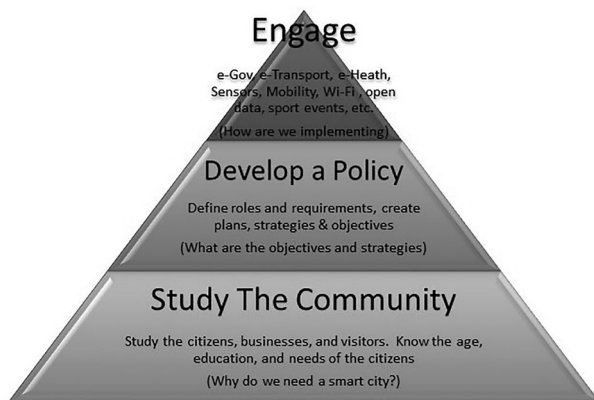 Engage
e-Gov, e-Transport, e-Heath,
Sensors, Mobility, Wi-Fi , open
data, sport events, etc.
(How are we implementing)
Develop a Policy
Define roles and requirements, create
plans, strategies & objectives
(What are the objectives and strategies)
Study The Community
Study the citizens, businesses, and visitors. Know the age,
education, and needs of the citizens
(Why do we need a smart city?)